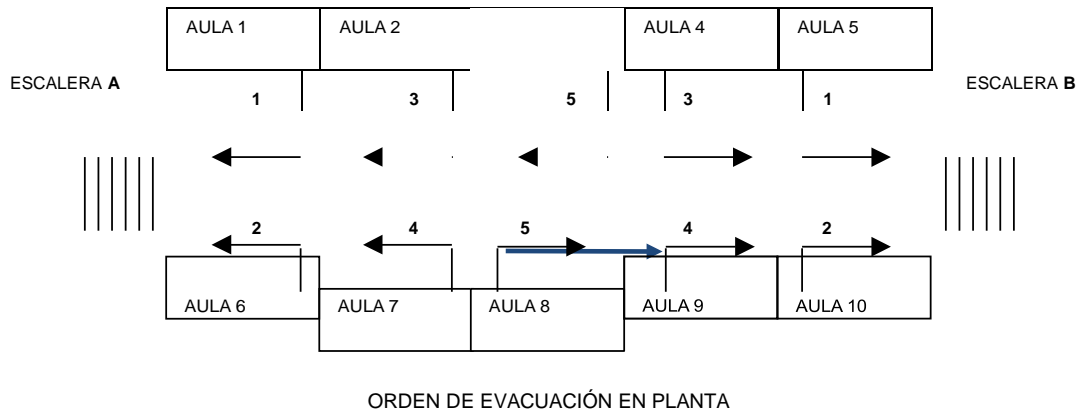 AULA 1 AULA 2 AULA 4 AULA 5
ESCALERA A ESCALERA B
1 3 5 3 1
2 4 5 4 2
AULA 6 AULA 7 AULA 8 AULA 9 AULA 10
ORDEN DE EVACUACIÓN EN PLANTA